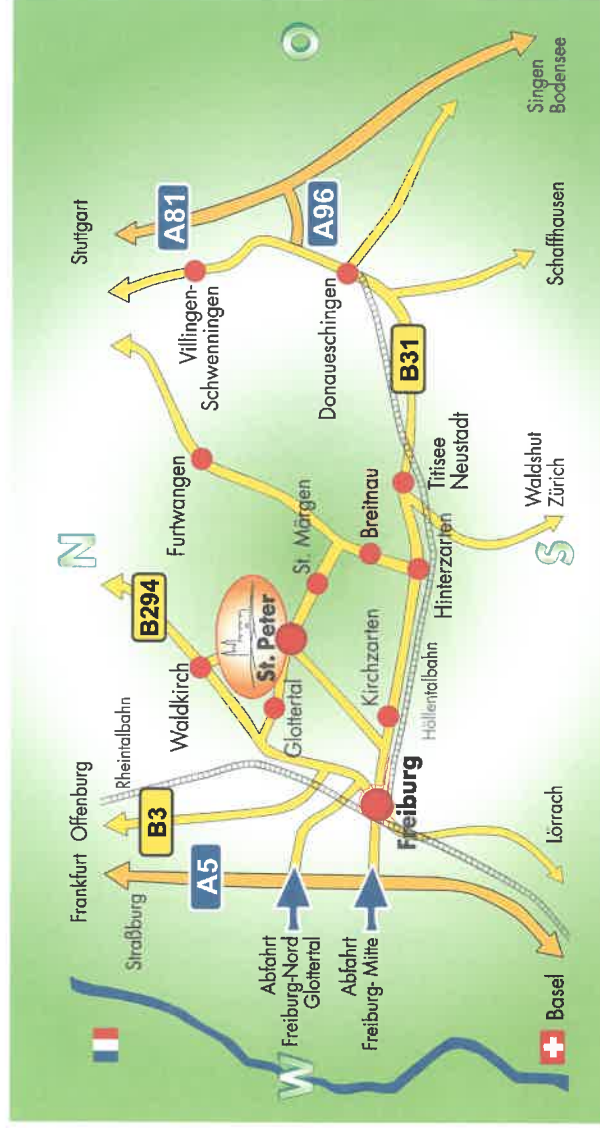 N
O
S
W
Frankfurt
Offenburg
Straßburg
Rheintalbahn
B3
A5
B294
Waldkirch
Glottertal
St. Peter
St. Märgen
Furtwangen
Breitnau
Villingen-
Schwenningen
Stuttgart
A81
A96
Donaueschingen
B31
Titisee
Neustadt
Hinterzarten
Kirchzarten
Höllentalbahn
Freiburg
Abfahrt
Freiburg-Nord
Glottertal
Abfahrt
Freiburg-Mitte
Basel
Lörrach
Waldshut
Zürich
Schaffhausen
Singen
Bodensee